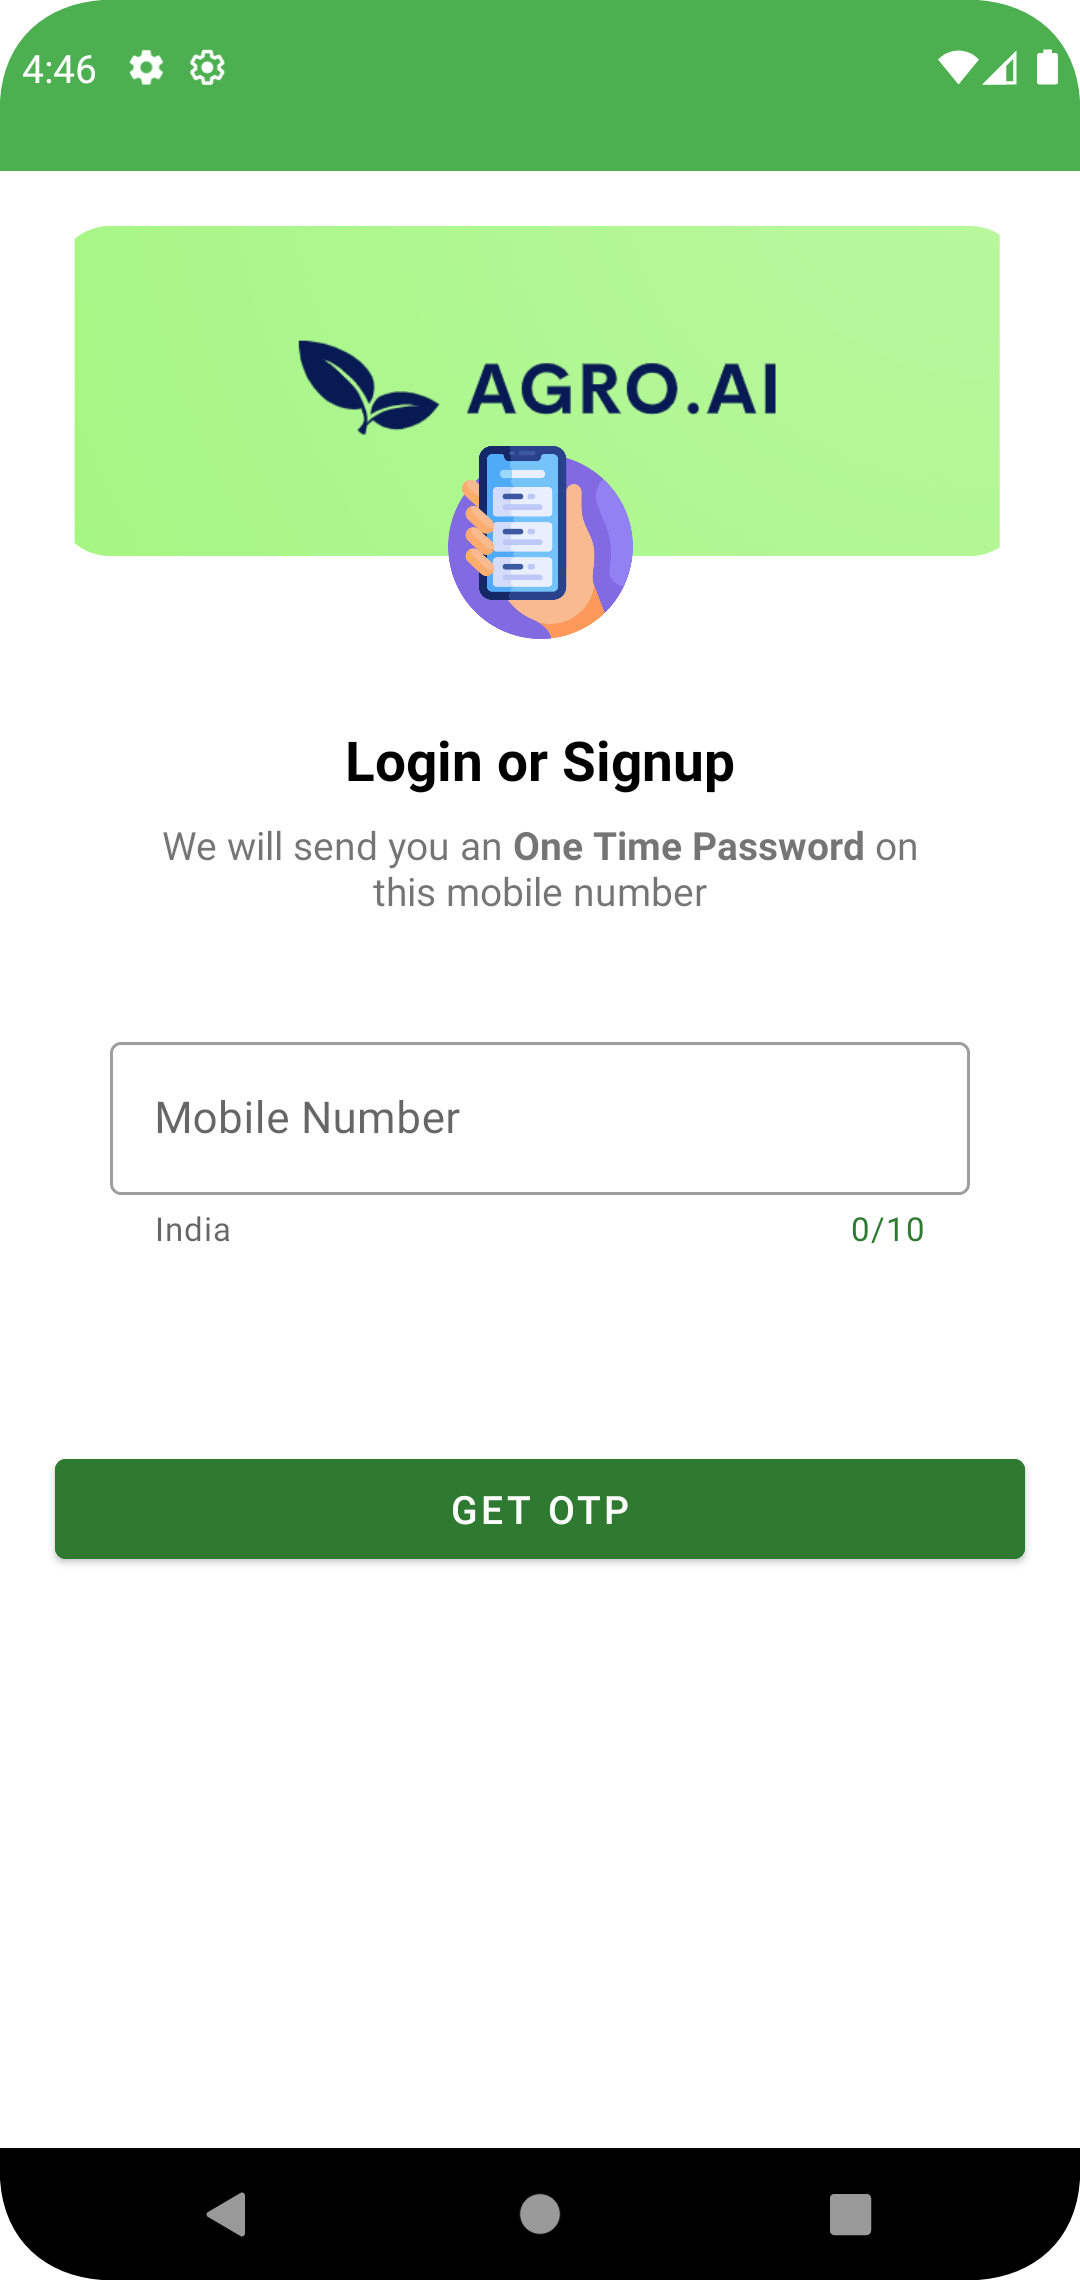 4:46
AGRO.AI
Login or Signup
We will send you an One Time Password on
this mobile number
Mobile Number
India
0/10
GET OTP